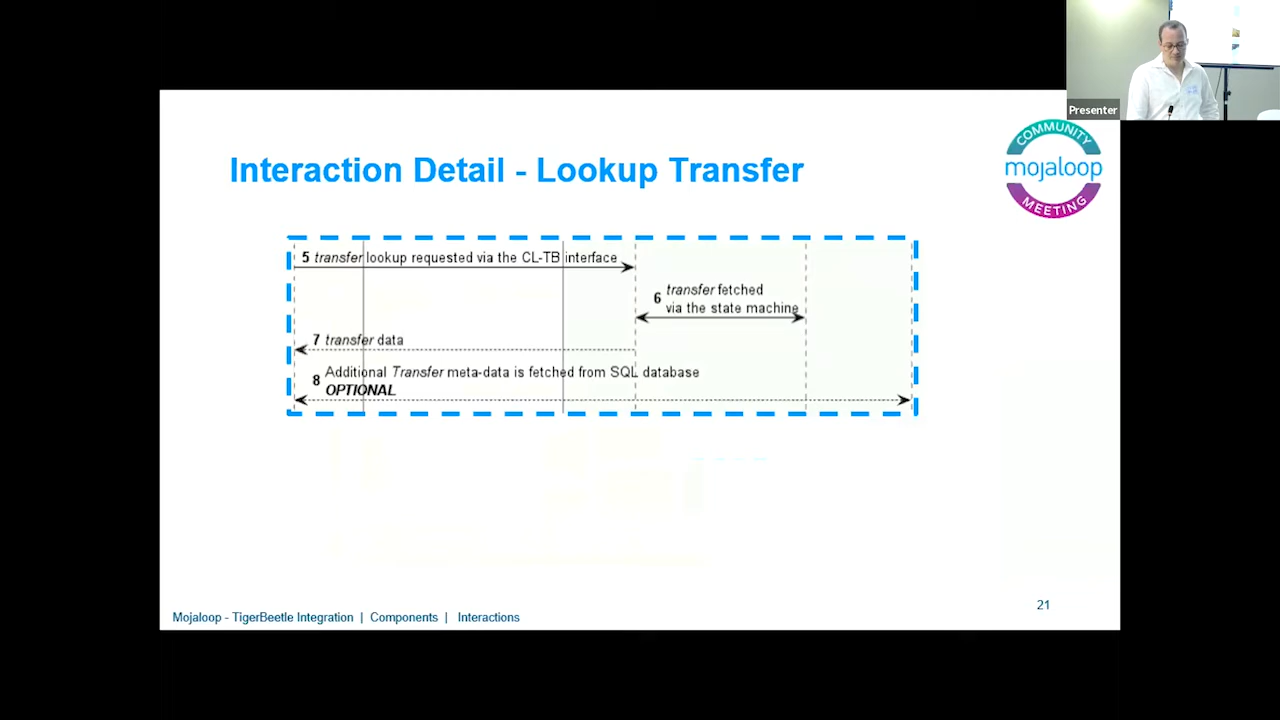 Presenter
COMMUNITY
mojaloop
MEETING
Interaction Detail - Lookup Transfer
5 transfer lookup requested via the CL-TB interface
6 transfer fetched
via the state machine
7 transfer data
8 Additional Transfer meta-data is fetched from SQL database
OPTIONAL
21
Mojaloop - TigerBeetle Integration | Components | Interactions